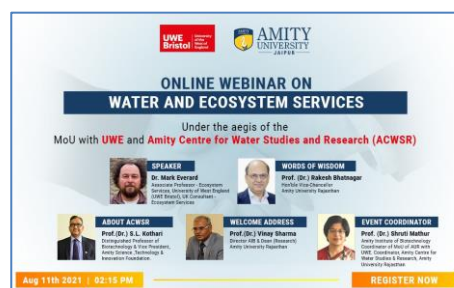 UWE
Bristol
University
of the
West of
England
AMITY
UNIVERSITY
JAIPUR
ONLINE WEBINAR ON
WATER AND ECOSYSTEM SERVICES
Under the aegis of the
MoU with UWE and Amity Centre for Water Studies and Research (ACWSR)
SPEAKER
Dr. Mark Everard
Associate Professor - Ecosystem
Services, University of West England
(UWE Bristol), UK Consultant -
Ecosystem Services
WORDS OF WISDOM
Prof. (Dr.) Rakesh Bhatnagar
Hon'ble Vice-Chancellor
Amity University Rajasthan
ABOUT ACWSR
Prof.(Dr.) S.L. Kothari
Distinguished Professor of
Biotechnology & Vice President,
Amity Science, Technology &
Innovation Foundation.
WELCOME ADDRESS
Prof.(Dr.) Vinay Sharma
Director AIB & Dean (Research)
Amity University Rajasthan
EVENT COORDINATOR
Prof. (Dr.) Shruti Mathur
Amity Institute of Biotechnology
Coordinator of MoU of AUR with
UWE, Coordinator, Amity Centre for
Water Studies & Research, Amity
University Rajasthan
Aug 11th 2021 | 02:15 PM
REGISTER NOW